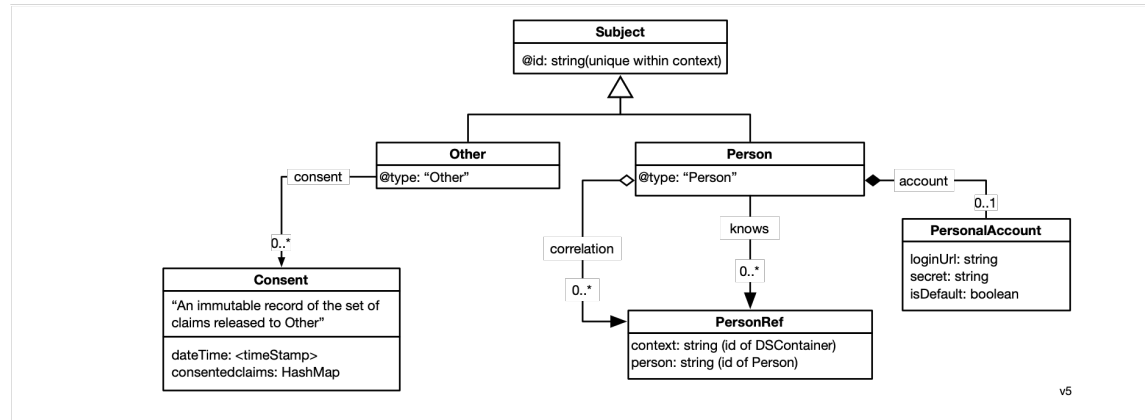 Subject
@id: string(unique within context)
Other
@type: “Other”
Person
@type: “Person”
consent
0..*
account
0..1
knows
0..*
correlation
0..*
PersonalAccount
loginUrl: string
secret: string
isDefault: boolean
Consent
“An immutable record of the set of
claims released to Other”
dateTime: <timeStamp>
consentedclaims: HashMap
PersonRef
context: string (id of DSContainer)
person: string (id of Person)
v5